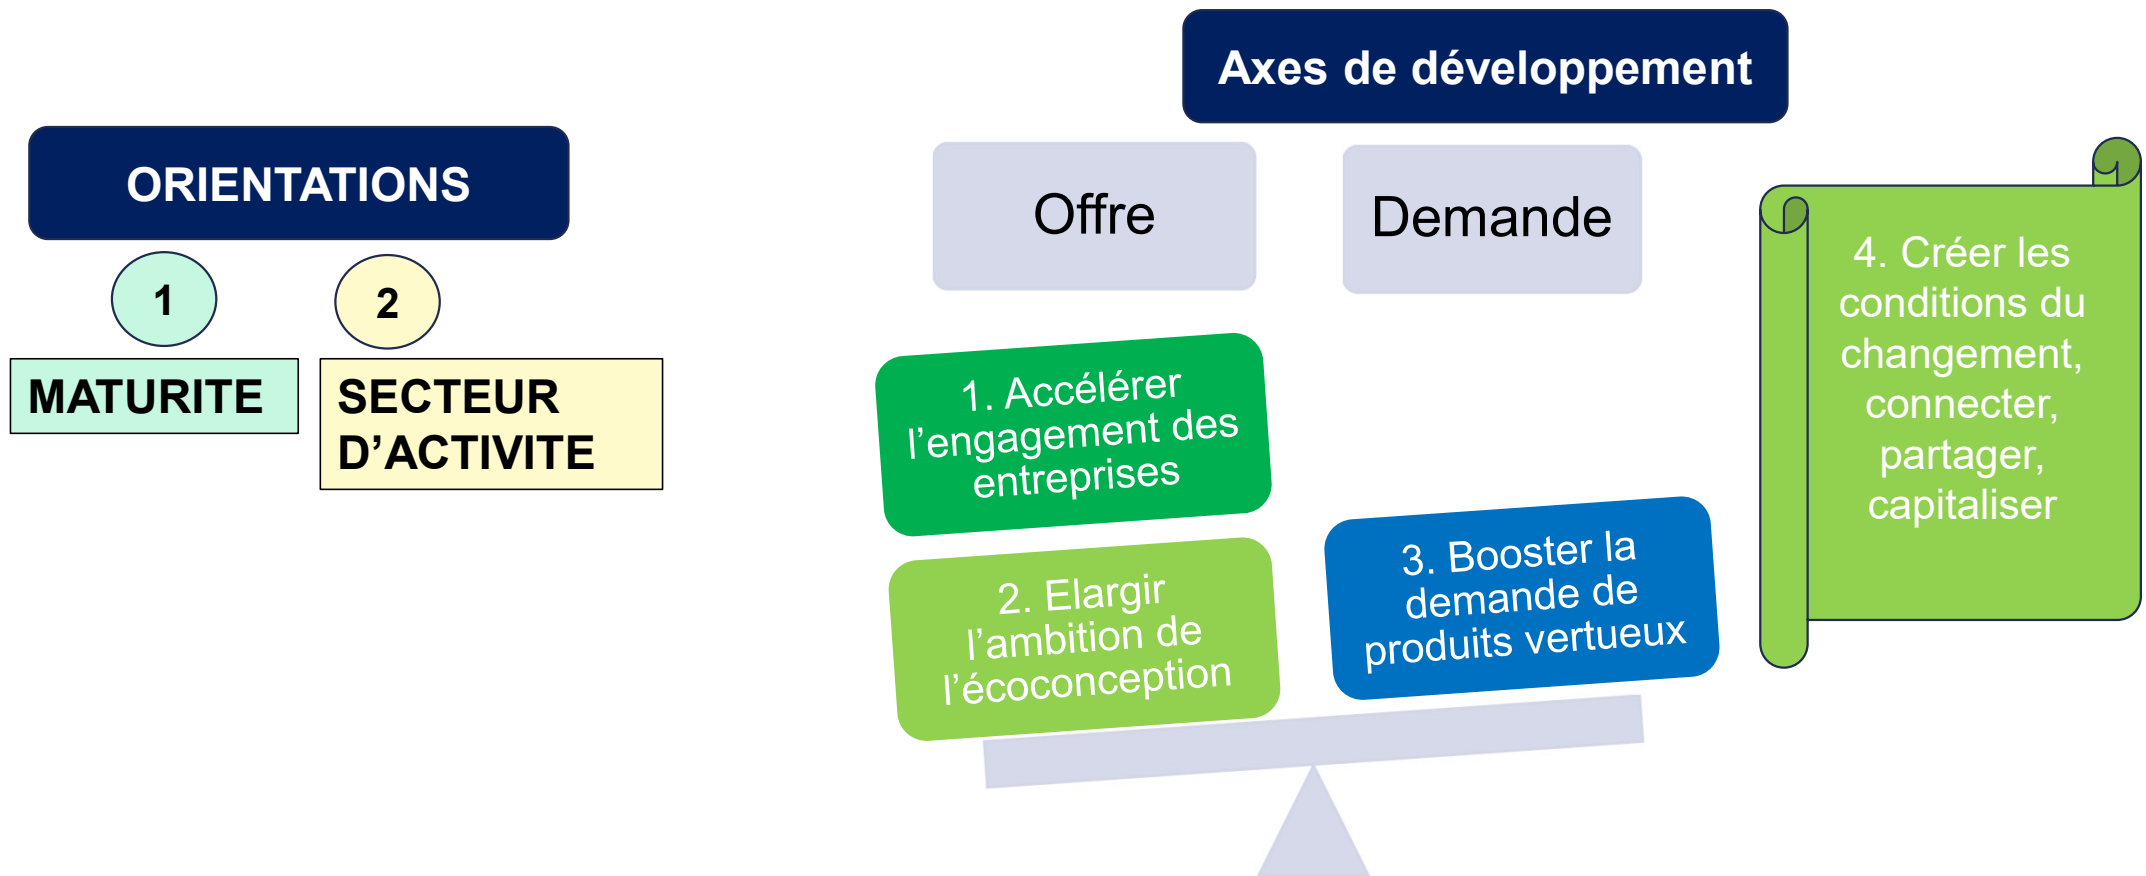 Axes de développement
ORIENTATIONS
1
2
MATURITE
SECTEUR
D’ACTIVITE
Offre
Demande
1. Accélérer
l’engagement des
entreprises
2. Elargir
l’ambition de
l’écoconception
3. Booster la
demande de
produits vertueux
4. Créer les
conditions du
changement,
connecter,
partager,
capitaliser